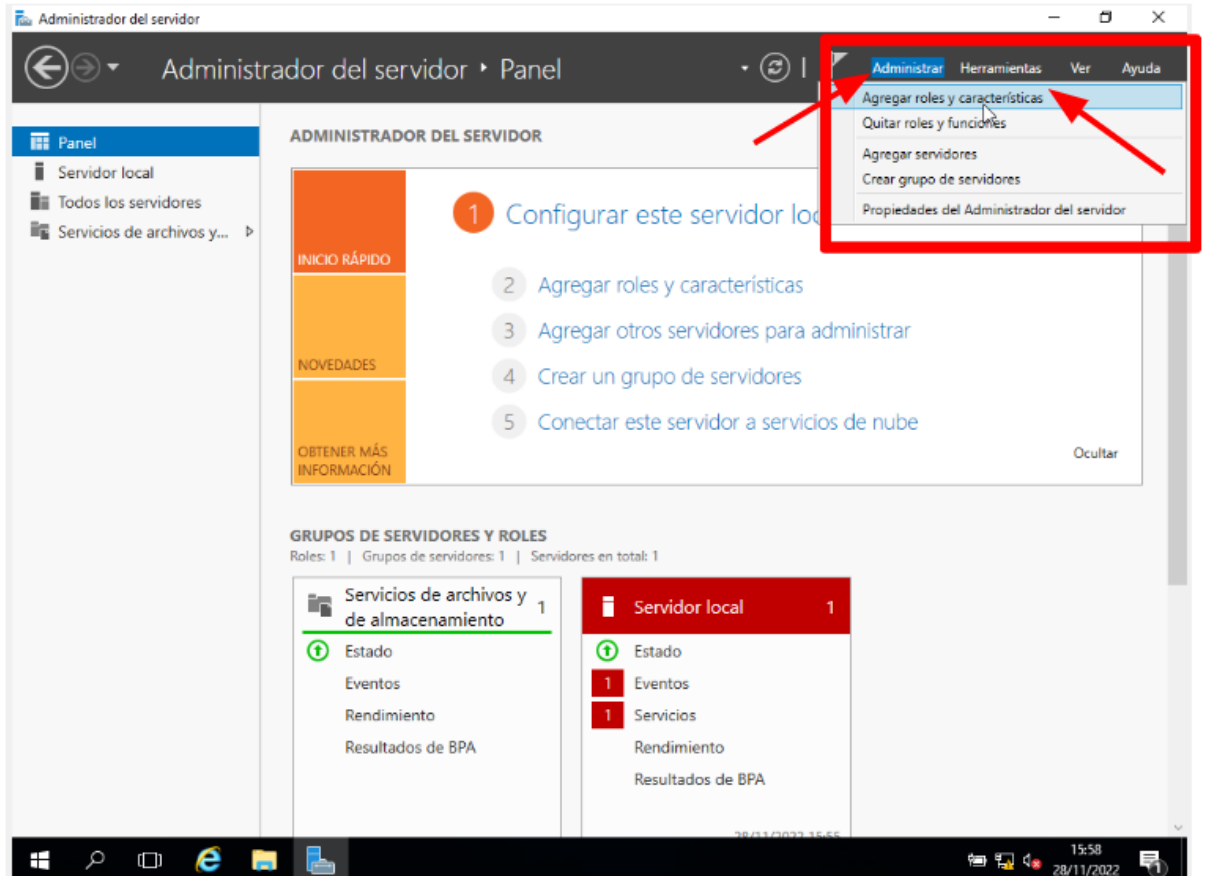 Administrador del servidor
Administrador del servidor ‣ Panel
Administrar Herramientas Ver Ayuda
Agregar roles y características
Quitar roles y funciones
Agregar servidores
Crear grupo de servidores
Propiedades del Administrador del servidor
Panel
Servidor local
Todos los servidores
Servicios de archivos y...
ADMINISTRADOR DEL SERVIDOR
INICIO RÁPIDO
NOVEDADES
OBTENER MÁS
INFORMACIÓN
1 Configurar este servidor
2 Agregar roles y características
3 Agregar otros servidores para administrar
4 Crear un grupo de servidores
5 Conectar este servidor a servicios de nube
Ocultar
GRUPOS DE SERVIDORES Y ROLES
Roles: 1 | Grupos de servidores: 1 | Servidores en total: 1
Servicios de archivos y
de almacenamiento 1
Estado
Eventos
Rendimiento
Resultados de BPA
Servidor local 1
Estado
1 Eventos
1 Servicios
Rendimiento
Resultados de BPA
28/11/2022 15:55
15:58
28/11/2022
1